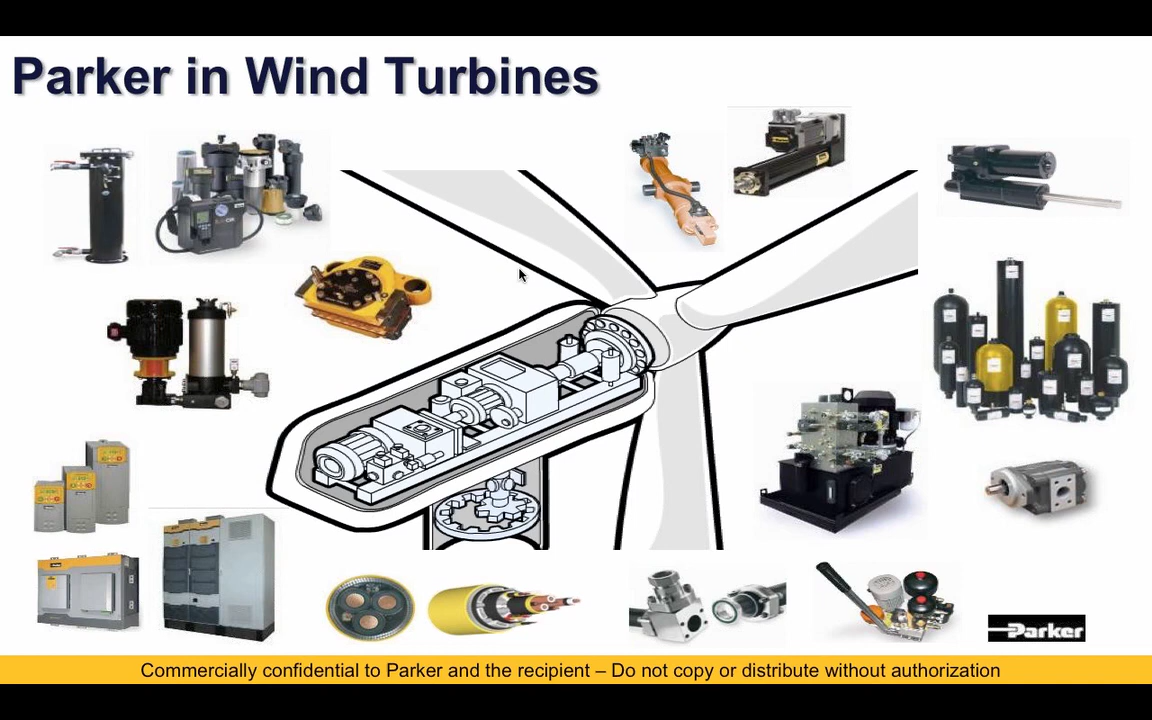 Parker in Wind Turbines
Parker
Commercially confidential to Parker and the recipient – Do not copy or distribute without authorization